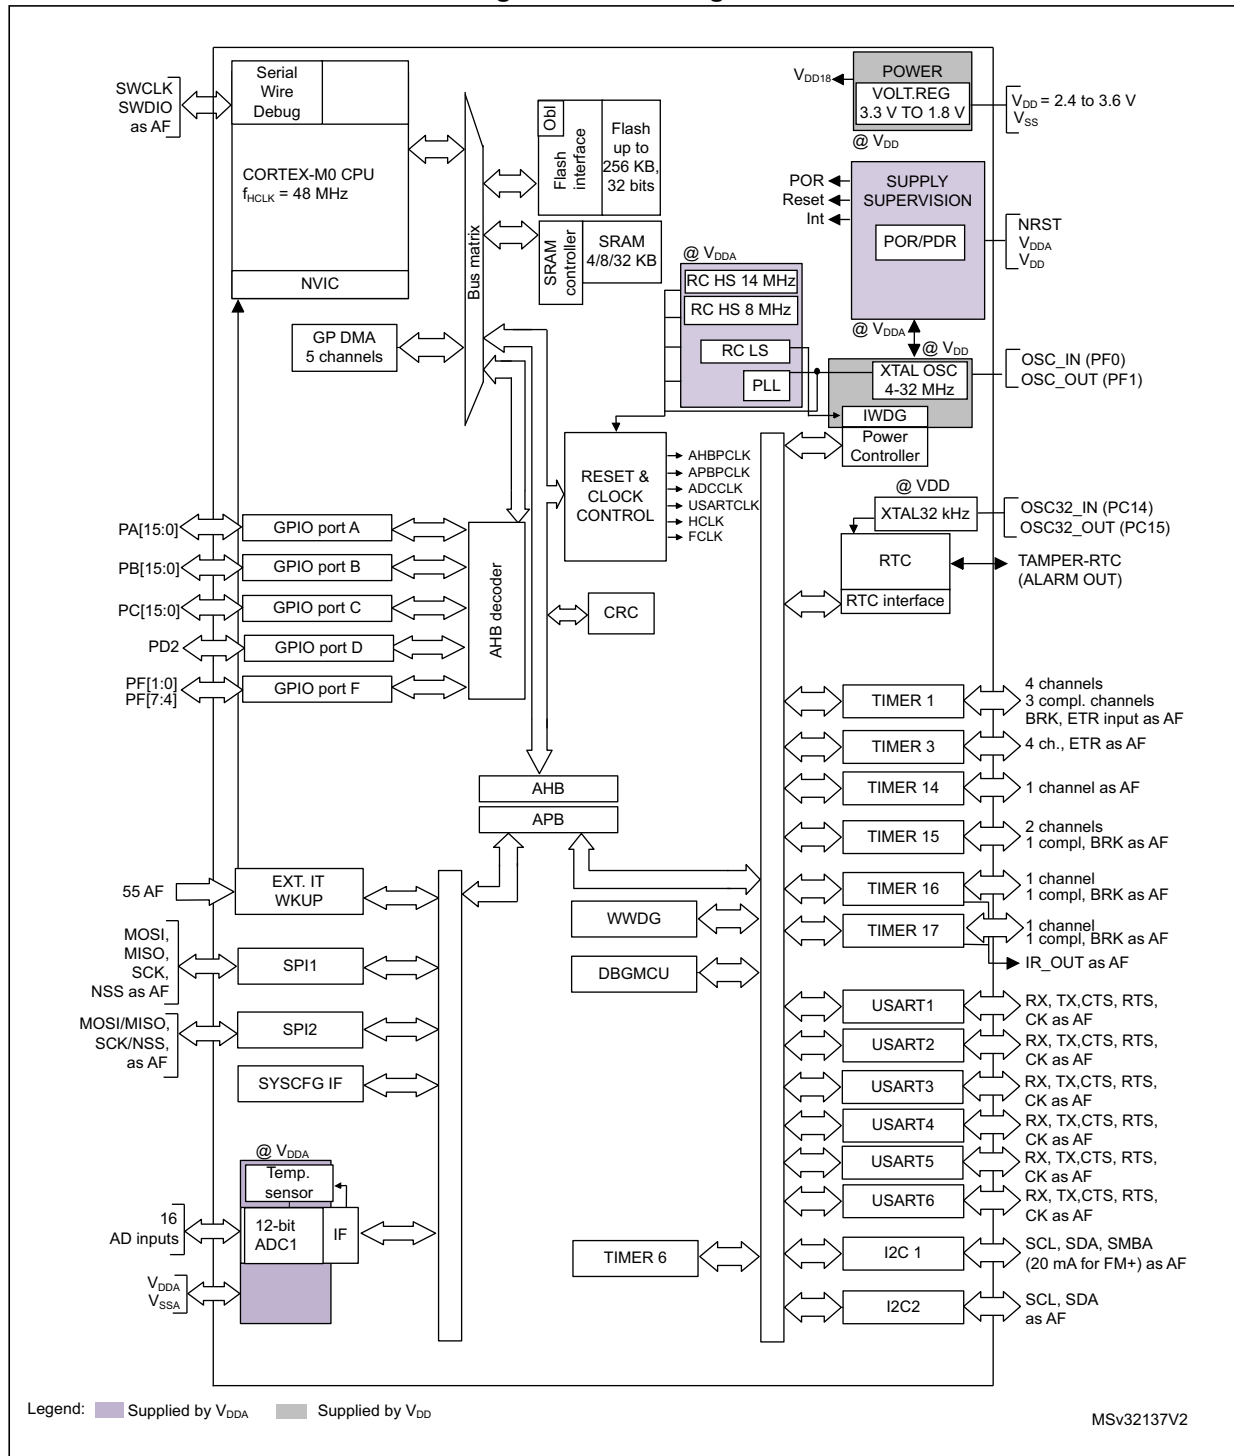 SWCLK
SWDIO
as AF
Serial
Wire
Debug
CORTEX-M0 CPU
fHCLK = 48 MHz
NVIC
Bus matrix
Obl
Flash
interface
Flash
up to
256 KB,
32 bits
SRAM
controller
SRAM
4/8/32 KB
VDD18
POWER
VOLT.REG
3.3 V TO 1.8 V
VDD = 2.4 to 3.6 V
VSS
@ VDD
POR
Reset
Int
SUPPLY
SUPERVISION
POR/PDR
NRST
VDDA
VDD
@ VDDA
RC HS 14 MHz
RC HS 8 MHz
RC LS
PLL
@ VDDA
@ VDD
XTAL OSC
4-32 MHz
OSC_IN (PF0)
OSC_OUT (PF1)
IWDG
Power
Controller
GP DMA
5 channels
RESET &
CLOCK
CONTROL
AHBPCLK
APBPCLK
ADCCLK
USARTCLK
HCLK
FCLK
@ VDD
XTAL32 kHz
OSC32_IN (PC14)
OSC32_OUT (PC15)
RTC
RTC interface
TAMPER-RTC
(ALARM OUT)
PA[15:0]
GPIO port A
PB[15:0]
GPIO port B
PC[15:0]
GPIO port C
PD2
GPIO port D
PF[1:0]
PF[7:4]
GPIO port F
AHB decoder
CRC
AHB
APB
TIMER 1
4 channels
3 compl. channels
BRK, ETR input as AF
TIMER 3
4 ch., ETR as AF
TIMER 14
1 channel as AF
TIMER 15
2 channels
1 compl, BRK as AF
TIMER 16
1 channel
1 compl, BRK as AF
TIMER 17
1 channel
1 compl, BRK as AF
IR_OUT as AF
55 AF
EXT. IT
WKUP
WWDG
DBGMCU
MOSI,
MISO,
SCK,
NSS as AF
SPI1
MOSI/MISO,
SCK/NSS,
as AF
SPI2
SYSCFG IF
USART1
RX, TX,CTS, RTS,
CK as AF
USART2
RX, TX,CTS, RTS,
CK as AF
USART3
RX, TX,CTS, RTS,
CK as AF
USART4
RX, TX,CTS, RTS,
CK as AF
USART5
RX, TX,CTS, RTS,
CK as AF
USART6
RX, TX,CTS, RTS,
CK as AF
@ VDDA
Temp.
sensor
16
AD inputs
12-bit
ADC1
IF
VDDA
VSSA
TIMER 6
I2C 1
SCL, SDA, SMBA
(20 mA for FM+) as AF
I2C2
SCL, SDA
as AF
Legend:
Supplied by VDDA
Supplied by VDD
MSv32137V2